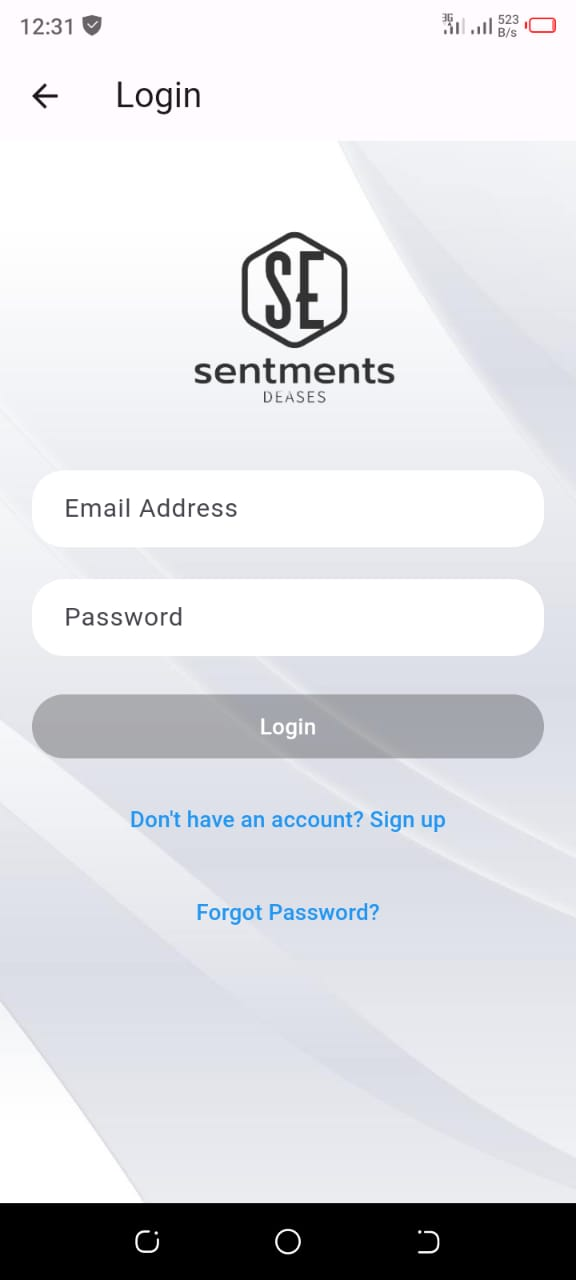 12:31
3G
523
B/s
Login
SE
sentments
DEASES
Email Address
Password
Login
Don't have an account? Sign up
Forgot Password?